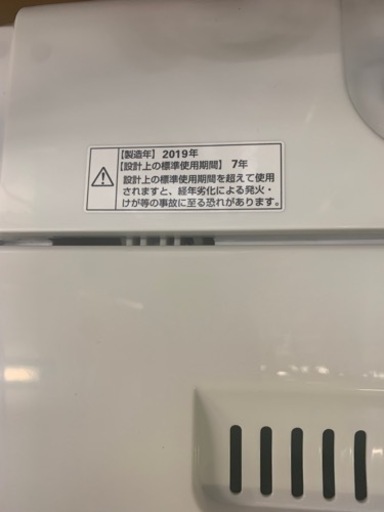 【製造年】 2019年
【設計上の標準使用期間】 7年
設計上の標準使用期間を超えて使用
されますと、経年劣化による発火・
けが等の事故に至る恐れがあります。